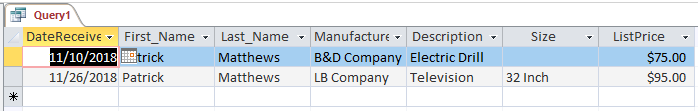 Query1
DateReceive First_Name Last_Name Manufacture Description Size ListPrice
11/10/2018 trick Matthews B&D Company Electric Drill $75.00
11/26/2018 Patrick Matthews LB Company Television 32 Inch $95.00